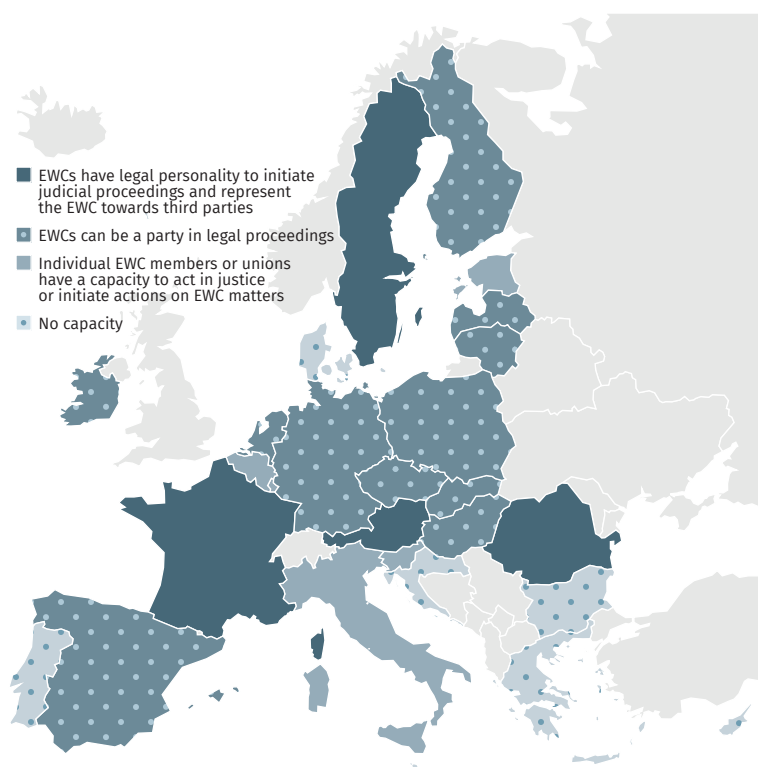 EWCs have legal personality to initiate
judicial proceedings and represent
the EWC towards third parties
EWCs can be a party in legal proceedings
Individual EWC members or unions
have a capacity to act in justice
or initiate actions on EWC matters
No capacity